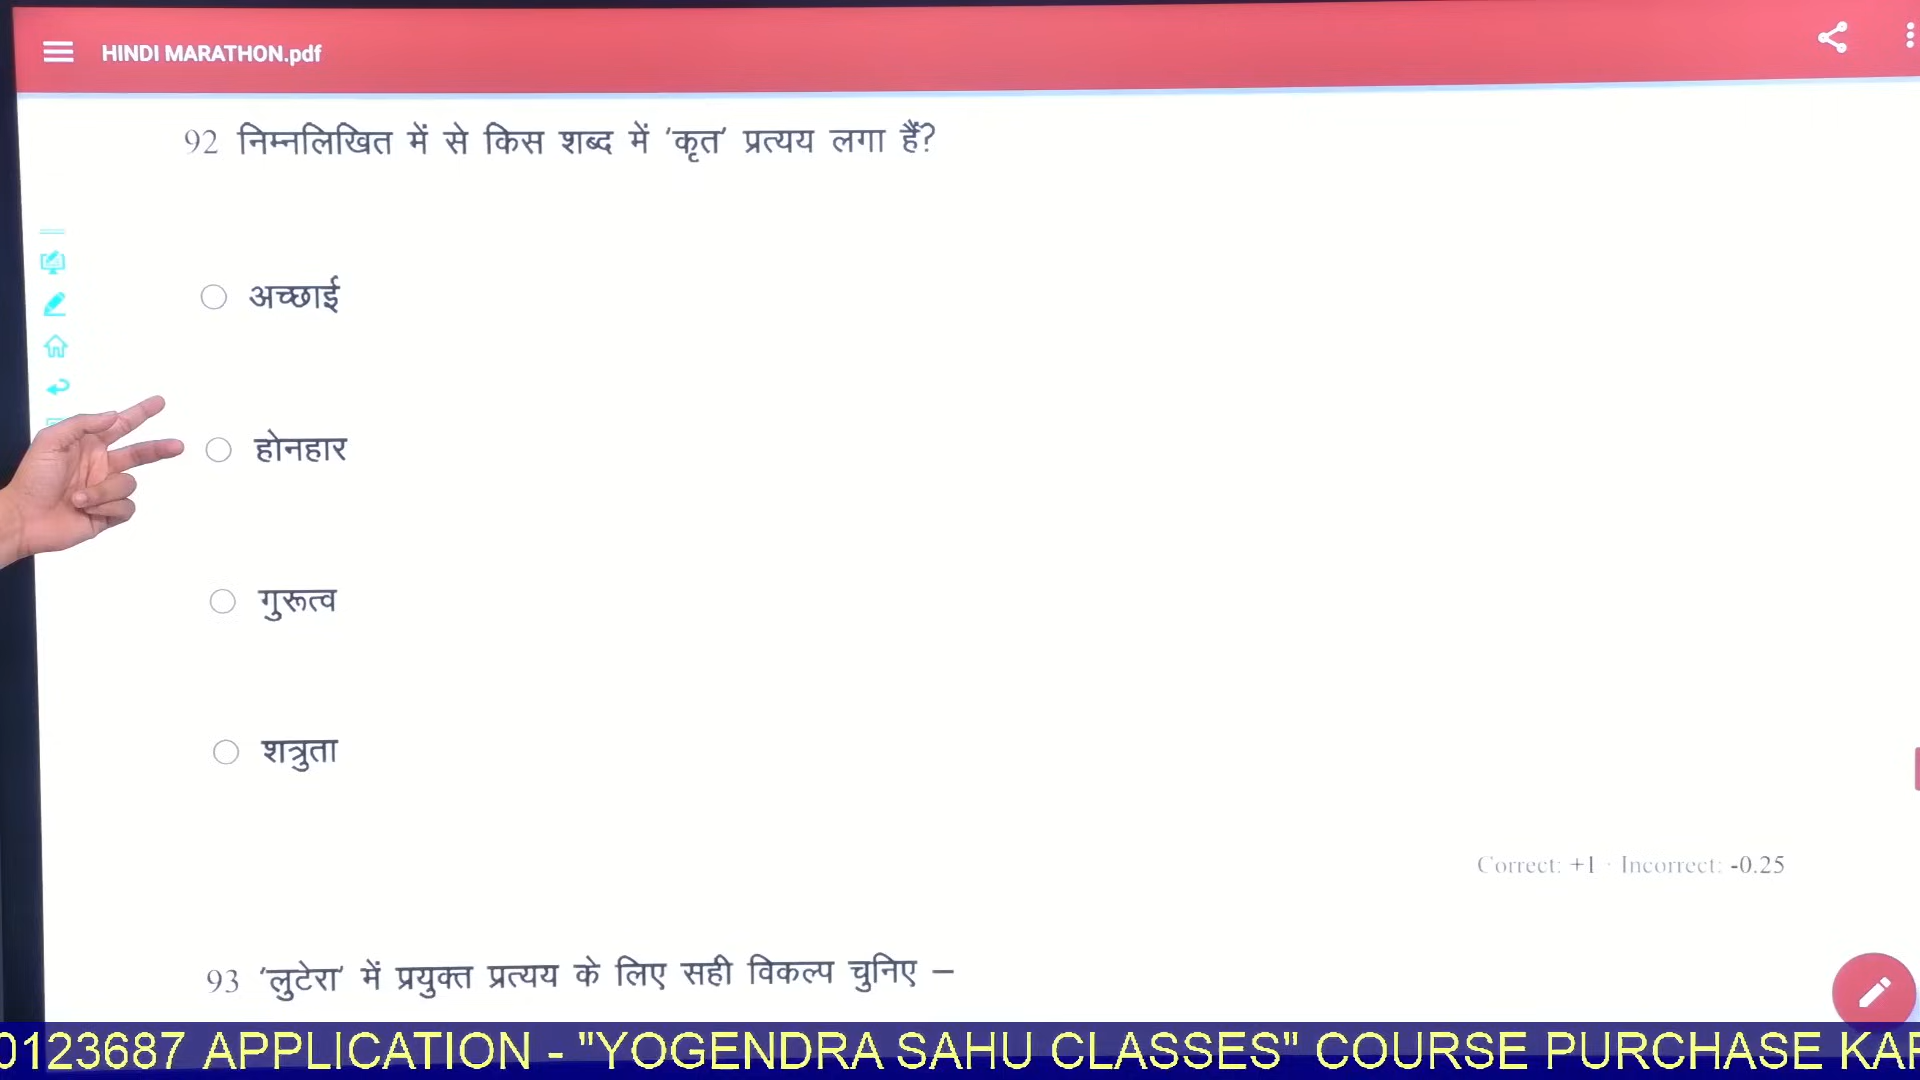 HINDI MARATHON.pdf
92 निम्नलिखित में से किस शब्द में 'कृत' प्रत्यय लगा हैं?
अच्छाई
होनहार
गुरूत्व
शत्रुता
Correct: +1 · Incorrect: -0.25
93 'लुटेरा' में प्रयुक्त प्रत्यय के लिए सही विकल्प चुनिए –
0123687 APPLICATION - "YOGENDRA SAHU CLASSES" COURSE PURCHASE KAR